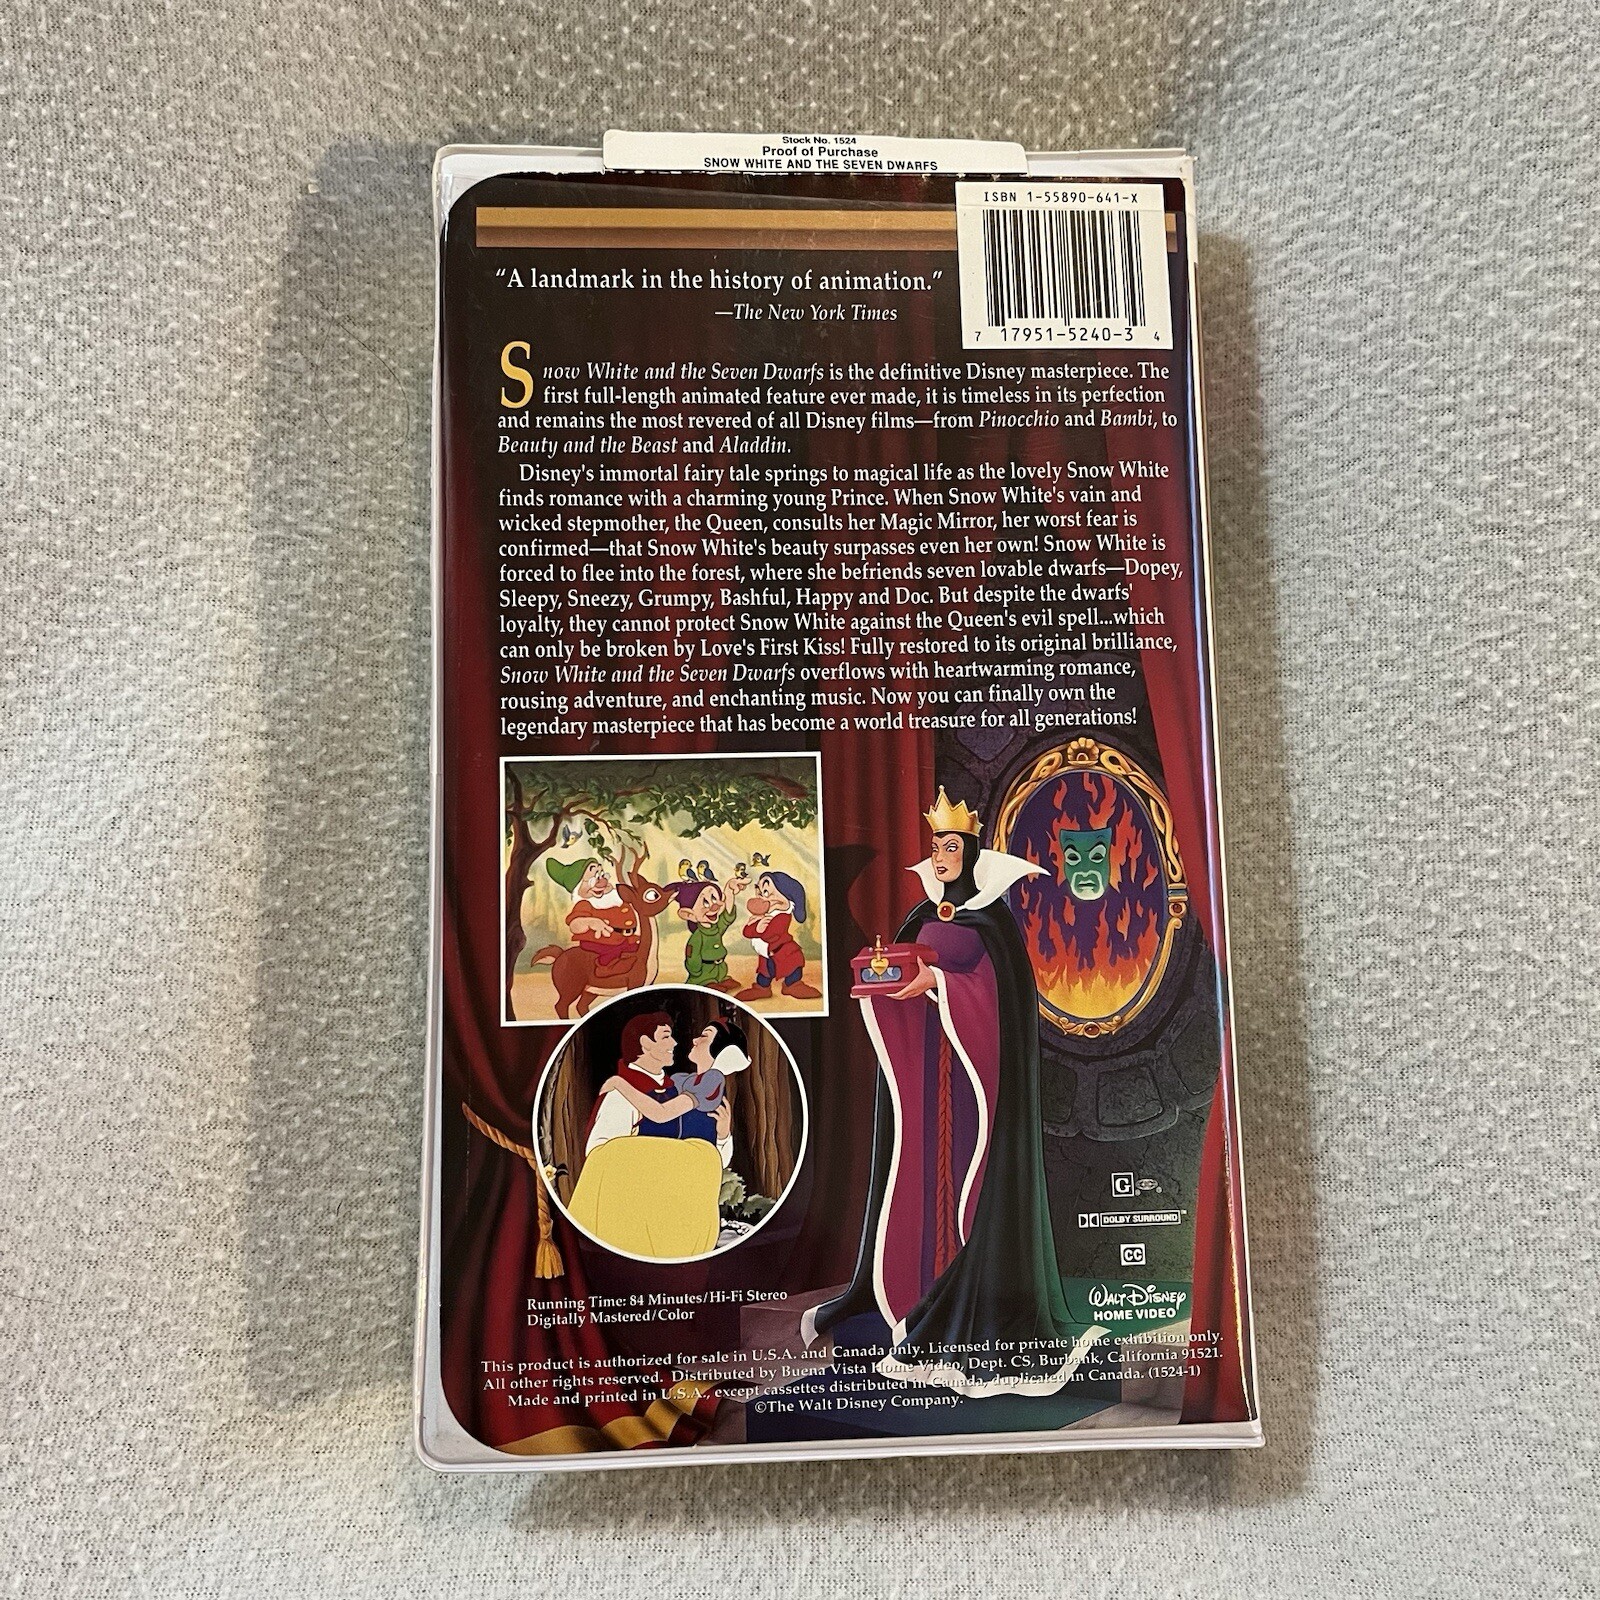 Stock No. 1524
Proof of Purchase
SNOW WHITE AND THE SEVEN DWARFS
ISBN 1-55890-641-X
7 17951-5240-3 4
“A landmark in the history of animation.”
—The New York Times
Snow White and the Seven Dwarfs is the definitive Disney masterpiece. The
first full-length animated feature ever made, it is timeless in its perfection
and remains the most revered of all Disney films—from Pinocchio and Bambi, to
Beauty and the Beast and Aladdin.
Disney's immortal fairy tale springs to magical life as the lovely Snow White
finds romance with a charming young Prince. When Snow White's vain and
wicked stepmother, the Queen, consults her Magic Mirror, her worst fear is
confirmed—that Snow White's beauty surpasses even her own! Snow White is
forced to flee into the forest, where she befriends seven lovable dwarfs—Dopey,
Sleepy, Sneezy, Grumpy, Bashful, Happy and Doc. But despite the dwarfs'
loyalty, they cannot protect Snow White against the Queen's evil spell...which
can only be broken by Love's First Kiss! Fully restored to its original brilliance,
Snow White and the Seven Dwarfs overflows with heartwarming romance,
rousing adventure, and enchanting music. Now you can finally own the
legendary masterpiece that has become a world treasure for all generations!
G
DOLBY SURROUND™
CC
WALT DISNEY
HOME VIDEO
Running Time: 84 Minutes/Hi-Fi Stereo
Digitally Mastered/Color
This product is authorized for sale in U.S.A. and Canada only. Licensed for private home exhibition only.
All other rights reserved. Distributed by Buena Vista Home Video, Dept. CS, Burbank, California 91521.
Made and printed in U.S.A., except cassettes distributed in Canada, duplicated in Canada. (1524-1)
©The Walt Disney Company.